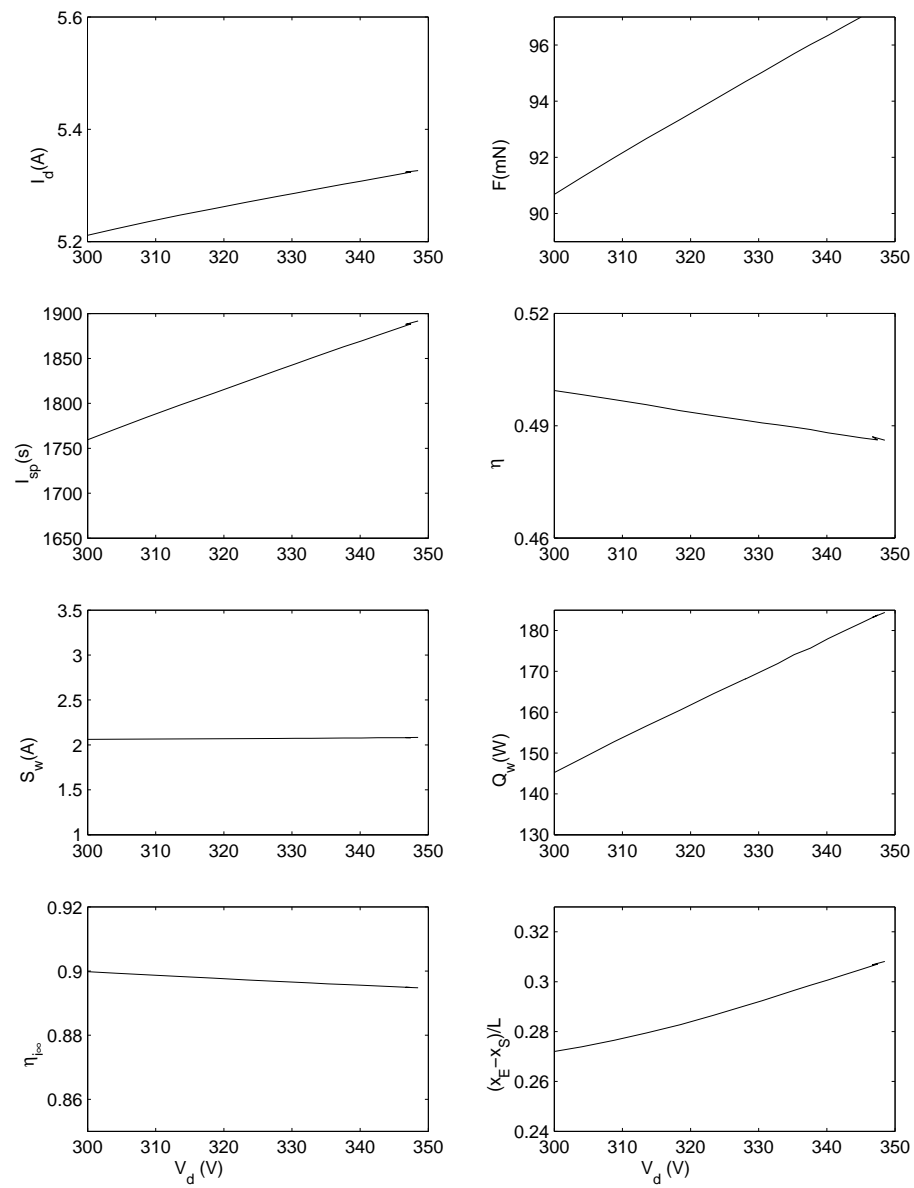 5.6
5.4
5.2
I_d(A)
300 310 320 330 340 350
96
94
92
90
F(mN)
300 310 320 330 340 350
1900
1850
1800
1750
1700
1650
I_sp(s)
300 310 320 330 340 350
0.52
0.49
0.46
η
300 310 320 330 340 350
3.5
3
2.5
2
1.5
1
S_w(A)
300 310 320 330 340 350
180
170
160
150
140
130
Q_w(W)
300 310 320 330 340 350
0.92
0.9
0.88
0.86
η_i∞
300 310 320 330 340 350
V_d (V)
0.32
0.3
0.28
0.26
0.24
(x_E−x_S)/L
300 310 320 330 340 350
V_d (V)